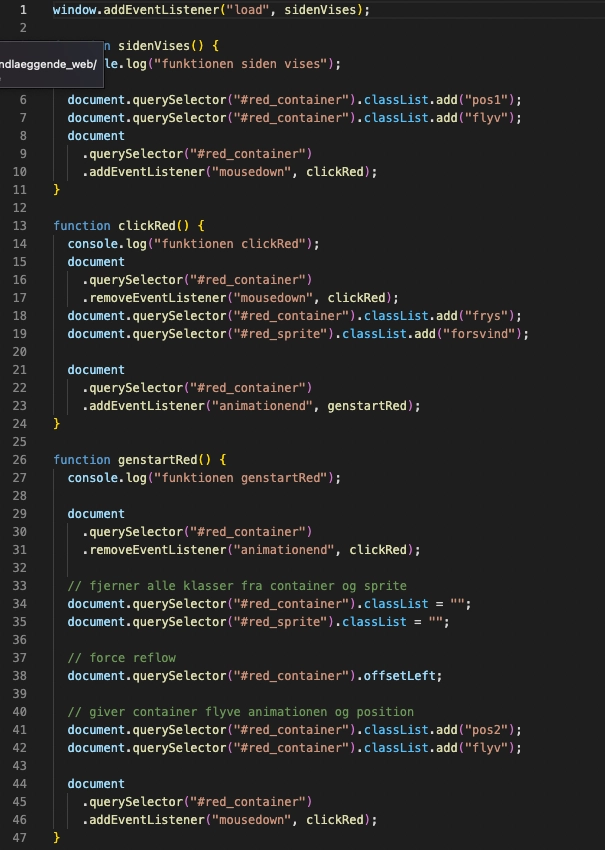 1 window.addEventListener("load", sidenVises);
2
n sidenVises() {
ndlaeggende_web/
le.log("funktionen siden vises");
6 document.querySelector("#red_container").classList.add("pos1");
7 document.querySelector("#red_container").classList.add("flyv");
8 document
9 .querySelector("#red_container")
10 .addEventListener("mousedown", clickRed);
11 }
12
13 function clickRed() {
14 console.log("funktionen clickRed");
15 document
16 .querySelector("#red_container")
17 .removeEventListener("mousedown", clickRed);
18 document.querySelector("#red_container").classList.add("frys");
19 document.querySelector("#red_sprite").classList.add("forsvind");
20
21 document
22 .querySelector("#red_container")
23 .addEventListener("animationend", genstartRed);
24 }
25
26 function genstartRed() {
27 console.log("funktionen genstartRed");
28
29 document
30 .querySelector("#red_container")
31 .removeEventListener("animationend", clickRed);
32
33 // fjerner alle klasser fra container og sprite
34 document.querySelector("#red_container").classList = "";
35 document.querySelector("#red_sprite").classList = "";
36
37 // force reflow
38 document.querySelector("#red_container").offsetLeft;
39
40 // giver container flyve animationen og position
41 document.querySelector("#red_container").classList.add("pos2");
42 document.querySelector("#red_container").classList.add("flyv");
43
44 document
45 .querySelector("#red_container")
46 .addEventListener("mousedown", clickRed);
47 }